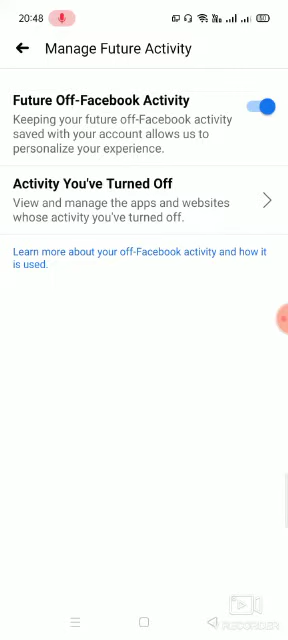 20:48
Manage Future Activity
Future Off-Facebook Activity
Keeping your future off-Facebook activity
saved with your account allows us to
personalize your experience.
Activity You've Turned Off
View and manage the apps and websites
whose activity you've turned off.
Learn more about your off-Facebook activity and how it
is used.
RECORDER